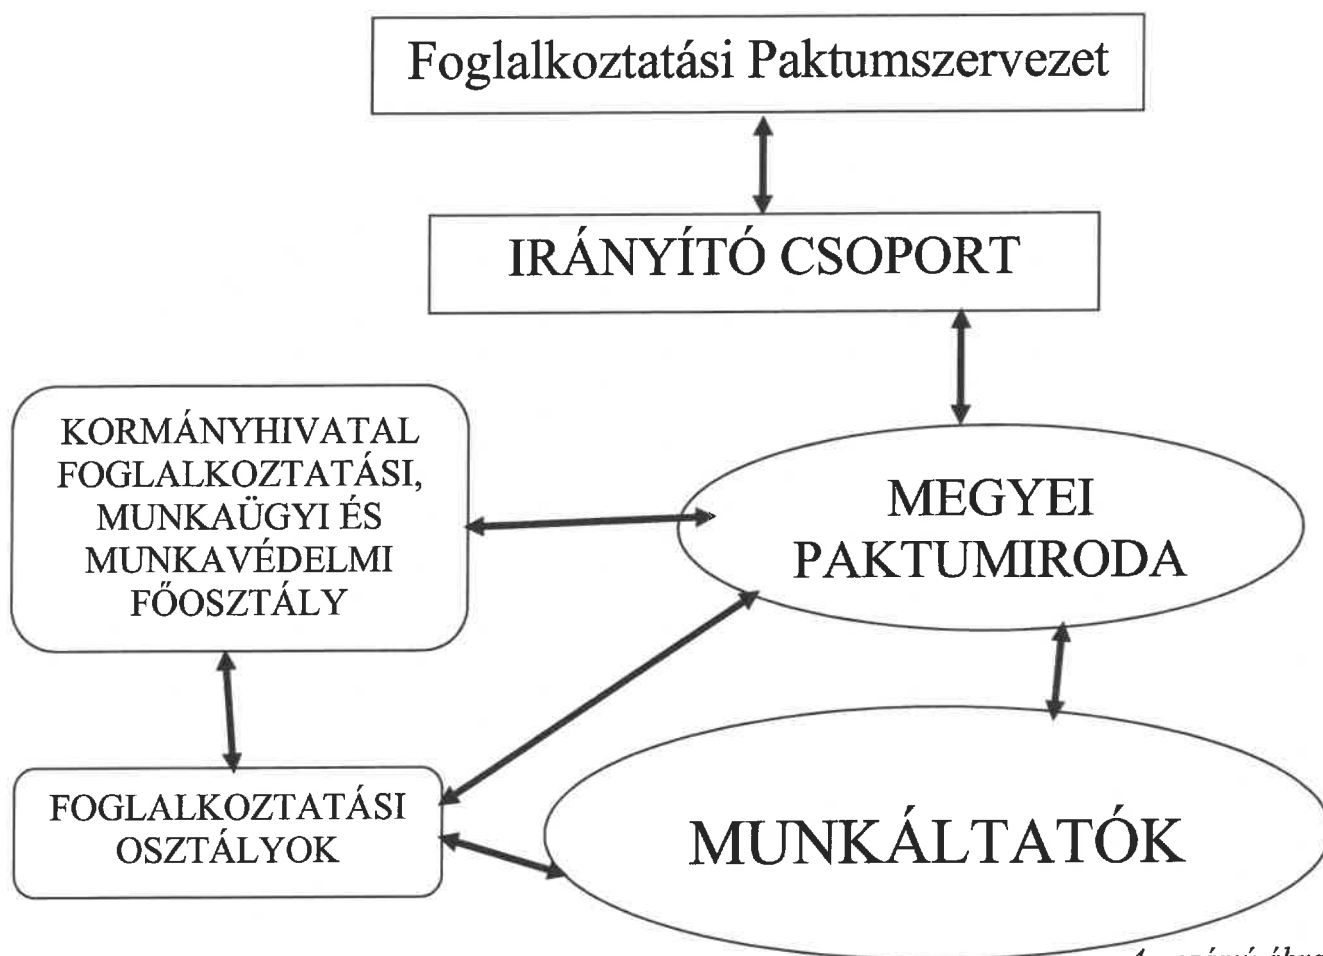 Foglalkoztatási Paktumszervezet
IRÁNYÍTÓ CSOPORT
KORMÁNYHIVATAL
FOGLALKOZTATÁSI,
MUNKAÜGYI ÉS
MUNKAVÉDELMI
FŐOSZTÁLY
MEGYEI
PAKTUMIRODA
FOGLALKOZTATÁSI
OSZTÁLYOK
MUNKÁLTATÓK